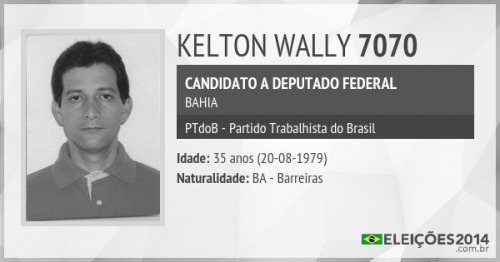 KELTON WALLY 7070
CANDIDATO A DEPUTADO FEDERAL
BAHIA
PTdoB - Partido Trabalhista do Brasil
Idade: 35 anos (20-08-1979)
Naturalidade: BA - Barreiras
ELEIÇÕES2014
.com.br